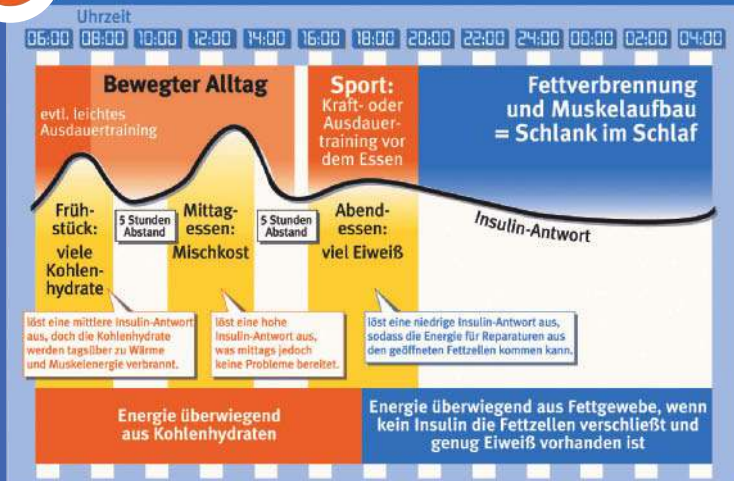 Uhrzeit
06:00 08:00 10:00 12:00 14:00 16:00 18:00 20:00 22:00 24:00 00:00 02:00 04:00
Bewegter Alltag
evtl. leichtes
Ausdauertraining
Sport:
Kraft- oder
Ausdauer-
training vor
dem Essen
Fettverbrennung
und Muskelaufbau
= Schlank im Schlaf
Früh-
stück:
viele
Kohlen-
hydrate
5 Stunden
Abstand
Mittag-
essen:
Mischkost
5 Stunden
Abstand
Abend-
essen:
viel Eiweiß
Insulin-Antwort
löst eine mittlere Insulin-Antwort
aus, doch die Kohlenhydrate
werden tagsüber zu Wärme
und Muskelenergie verbrannt.
löst eine hohe
Insulin-Antwort aus,
was mittags jedoch
keine Probleme bereitet.
löst eine niedrige Insulin-Antwort aus,
sodass die Energie für Reparaturen aus
den geöffneten Fettzellen kommen kann.
Energie überwiegend
aus Kohlenhydraten
Energie überwiegend aus Fettgewebe, wenn
kein Insulin die Fettzellen verschließt und
genug Eiweiß vorhanden ist